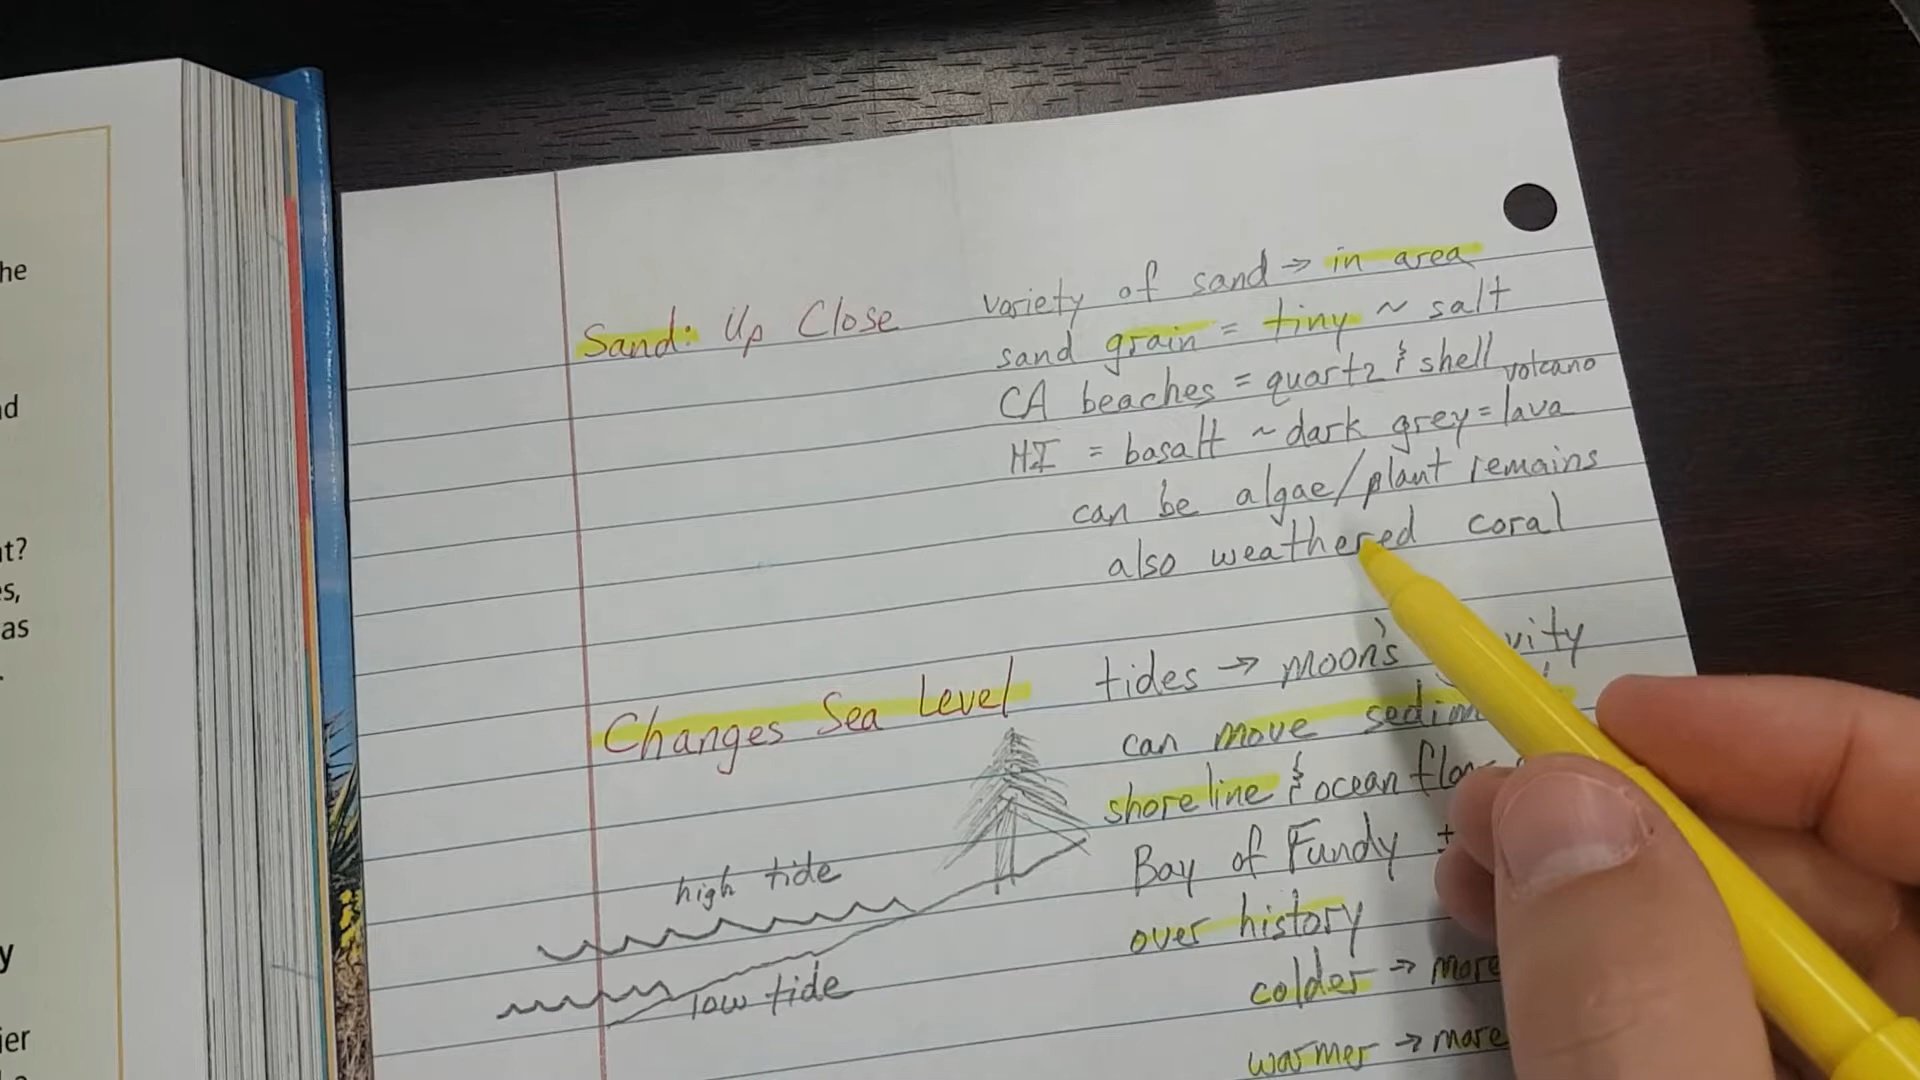 he
d
t?
s,
as
.
y
ier
Sand: Up Close
variety of sand → in area
sand grain = tiny ~ salt
CA beaches = quartz & shell
volcano
HI = basalt ~ dark grey = lava
can be algae/plant remains
also weathered coral
Changes Sea Level
tides → moon's
vity
can move sedim
shoreline & ocean flo
Bay of Fundy ±
over history
colder → more
warmer → more
high tide
low tide